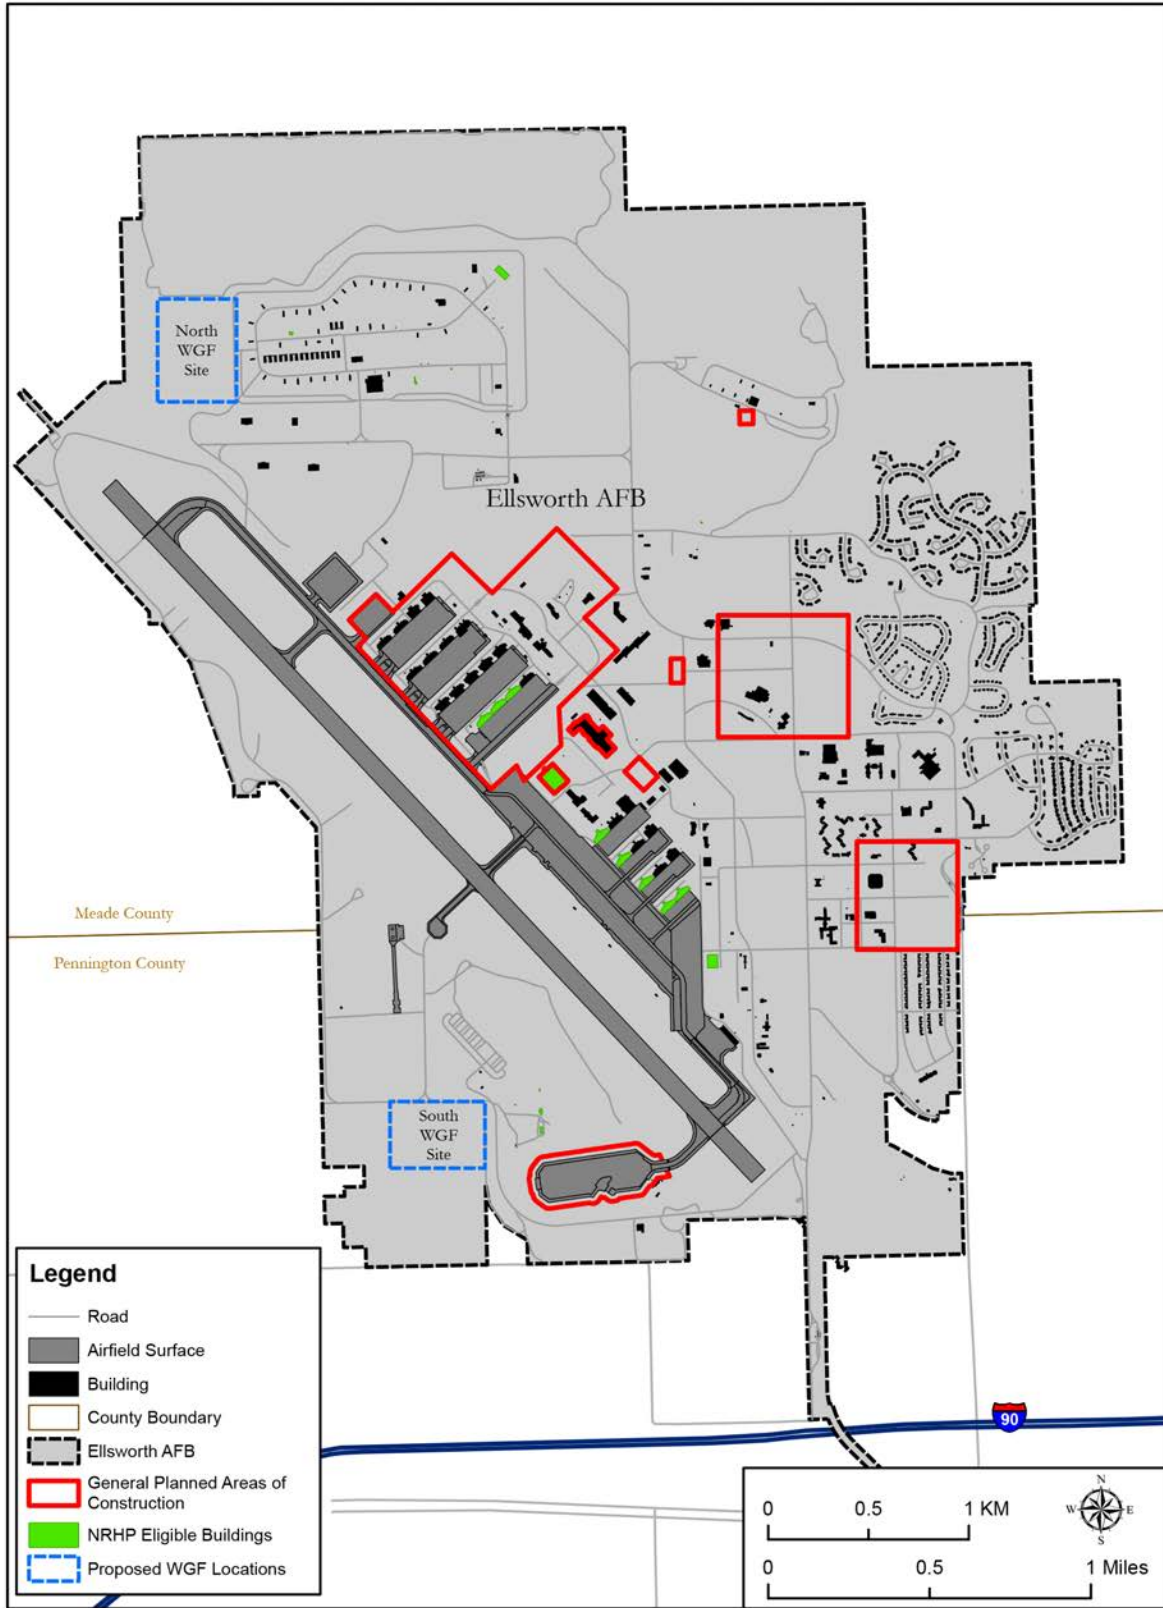 North
WGF
Site
Ellsworth AFB
Meade County
Pennington County
South
WGF
Site
Legend
Road
Airfield Surface
Building
County Boundary
Ellsworth AFB
General Planned Areas of
Construction
NRHP Eligible Buildings
Proposed WGF Locations
90
0 0.5 1 KM
0 0.5 1 Miles
N
W E
S